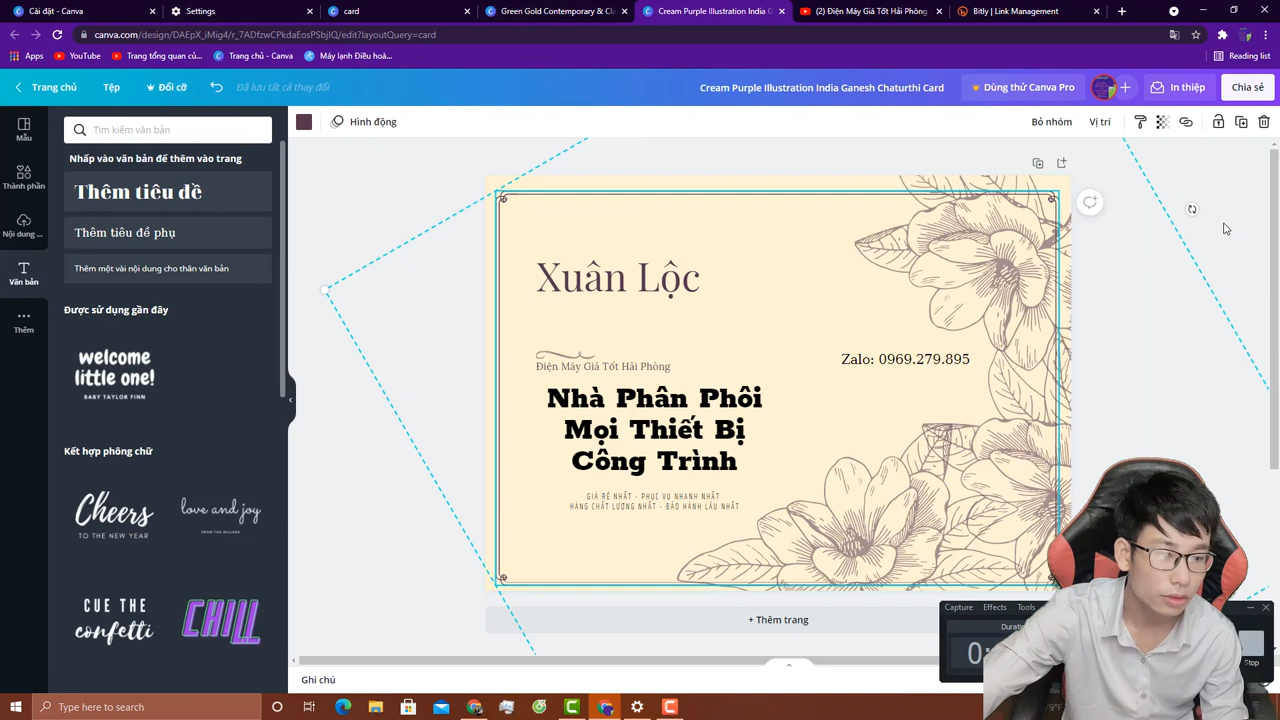 Cài đặt
Settings
card
Green Gold Contemporary & Cl
Cream Purple Illustration India G
(2) Điện Máy Giá Tốt Hải Phòng
Bitly | Link Management
canva.com/design/DAEpX_iMig4/r_7ADfzwCPkdaEosPSbjIQ/edit?layoutQuery=card
Apps
YouTube
Trang tổng quan củ...
Trang chủ - Canva
Máy lạnh Điều hoà...
Reading list
Trang chủ
Tệp
Đổi cỡ
Đã lưu tất cả thay đổi
Cream Purple Illustration India Ganesh Chaturthi Card
Dùng thử Canva Pro
In thiệp
Chia sẻ
Hình động
Bỏ nhóm
Vị trí
Mẫu
Thành phần
Nội dung ...
Văn bản
Thêm
Tìm kiếm văn bản
Nhấp vào văn bản để thêm vào trang
Thêm tiêu đề
Thêm tiêu đề phụ
Thêm một vài nội dung cho thân văn bản
Được sử dụng gần đây
welcome
little one!
BABY TAYLOR FINN
Kết hợp phông chữ
Cheers
TO THE NEW YEAR
love and joy
CUE THE
confetti
CHILL
Xuân Lộc
Điện Máy Giá Tốt Hải Phòng
Zalo: 0969.279.895
Nhà Phân Phôi
Mọi Thiết Bị
Công Trình
GIÁ RẺ NHẤT - PHỤC VỤ NHANH NHẤT
HÀNG CHẤT LƯỢNG NHẤT - BẢO HÀNH LÂU NHẤT
+ Thêm trang
Ghi chú
Capture
Effects
Tools
Stop
Type here to search